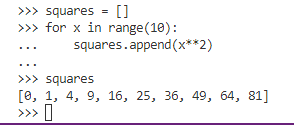 >>> squares = []
>>> for x in range(10):
...     squares.append(x**2)
...
>>> squares
[0, 1, 4, 9, 16, 25, 36, 49, 64, 81]
>>>